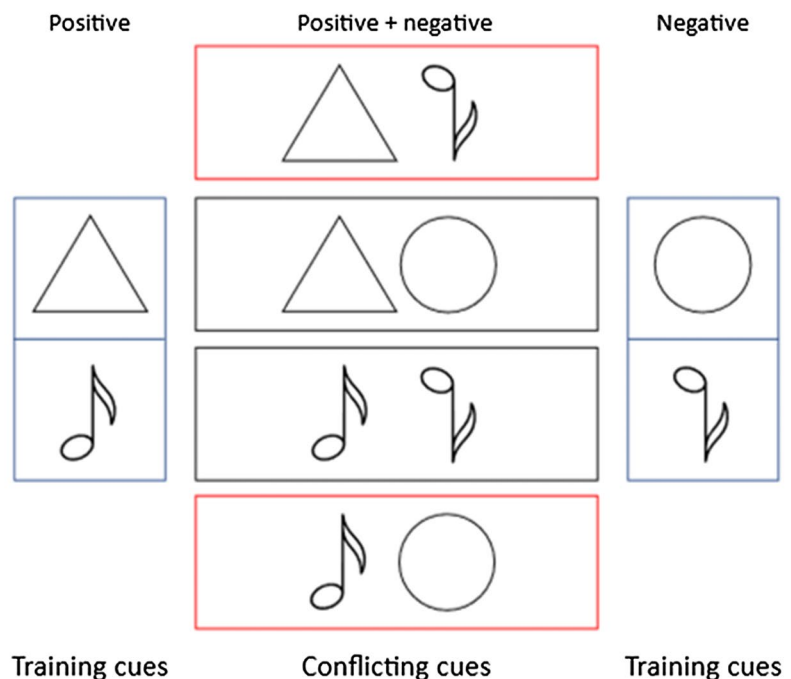 Positive
Positive + negative
Negative
Training cues
Conflicting cues
Training cues